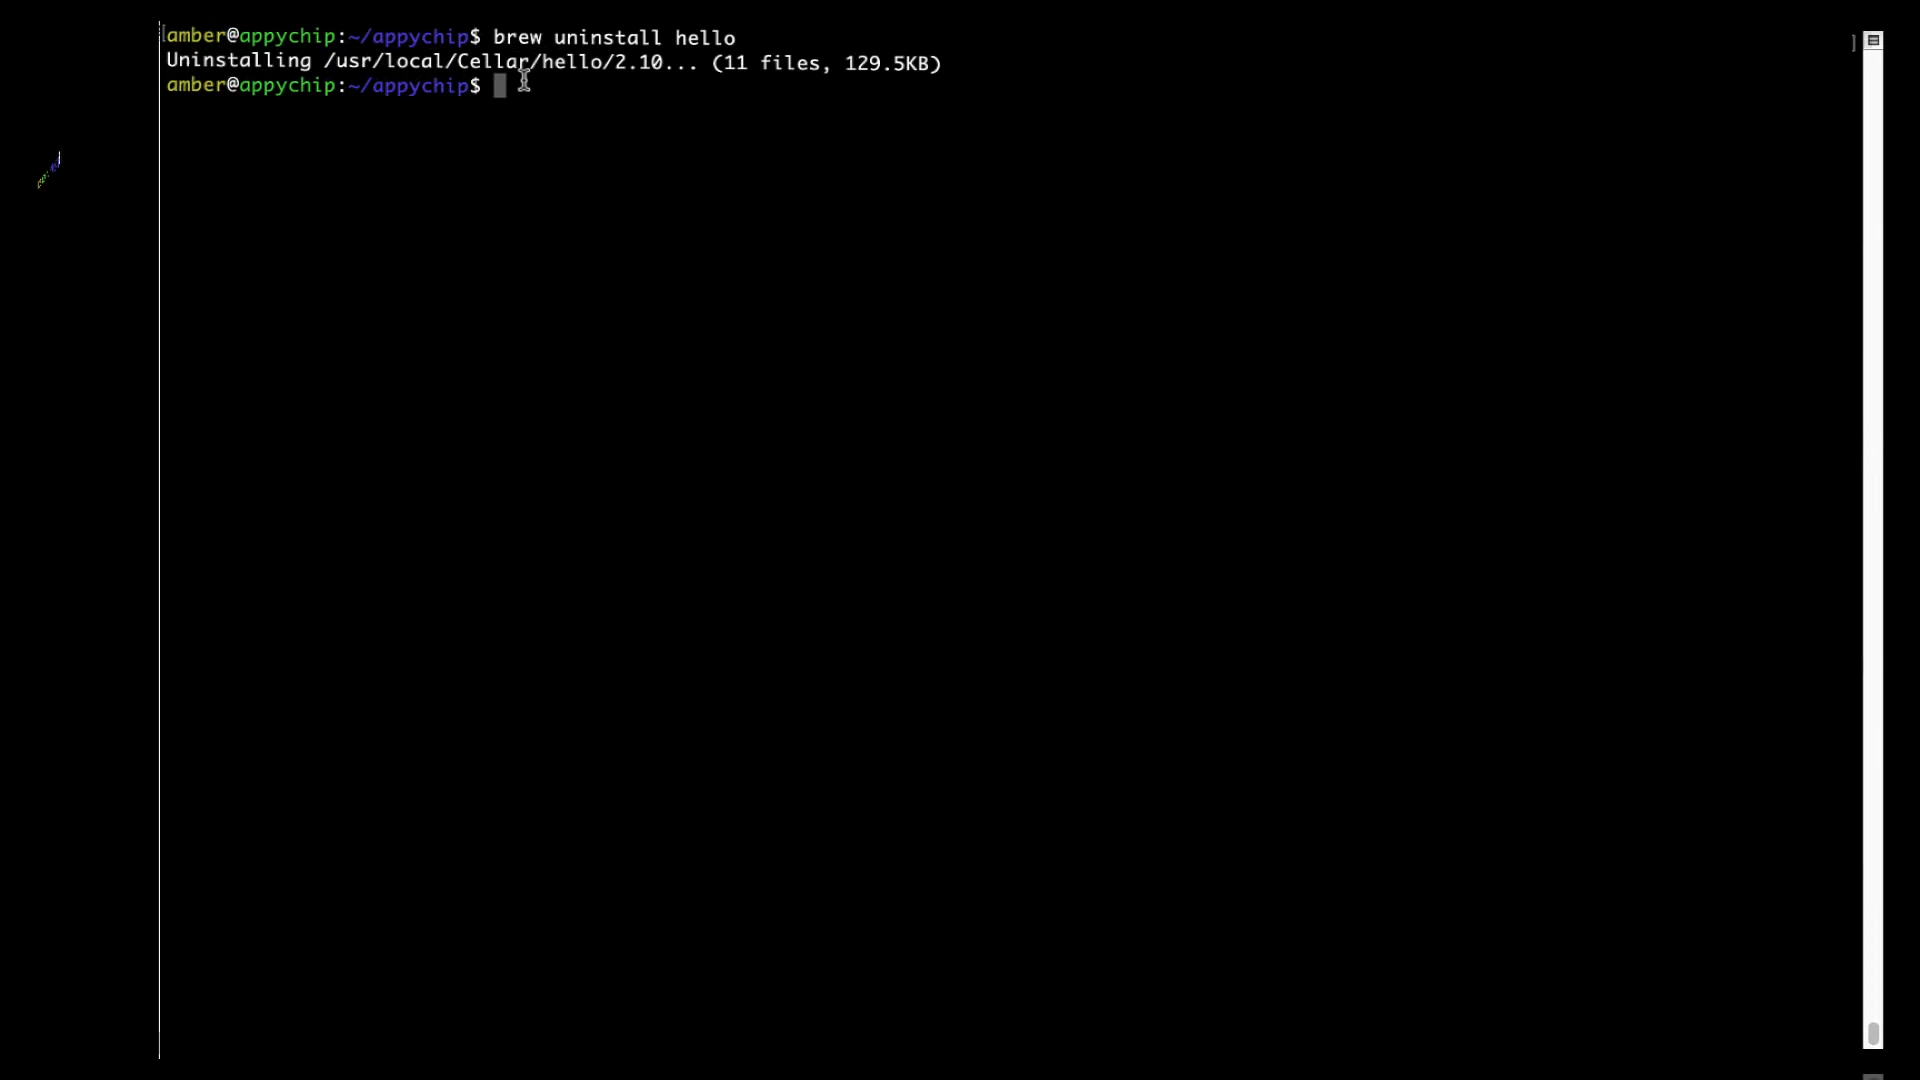 amber@appychip:~/appychip$ brew uninstall hello
Uninstalling /usr/local/Cellar/hello/2.10... (11 files, 129.5KB)
amber@appychip:~/appychip$